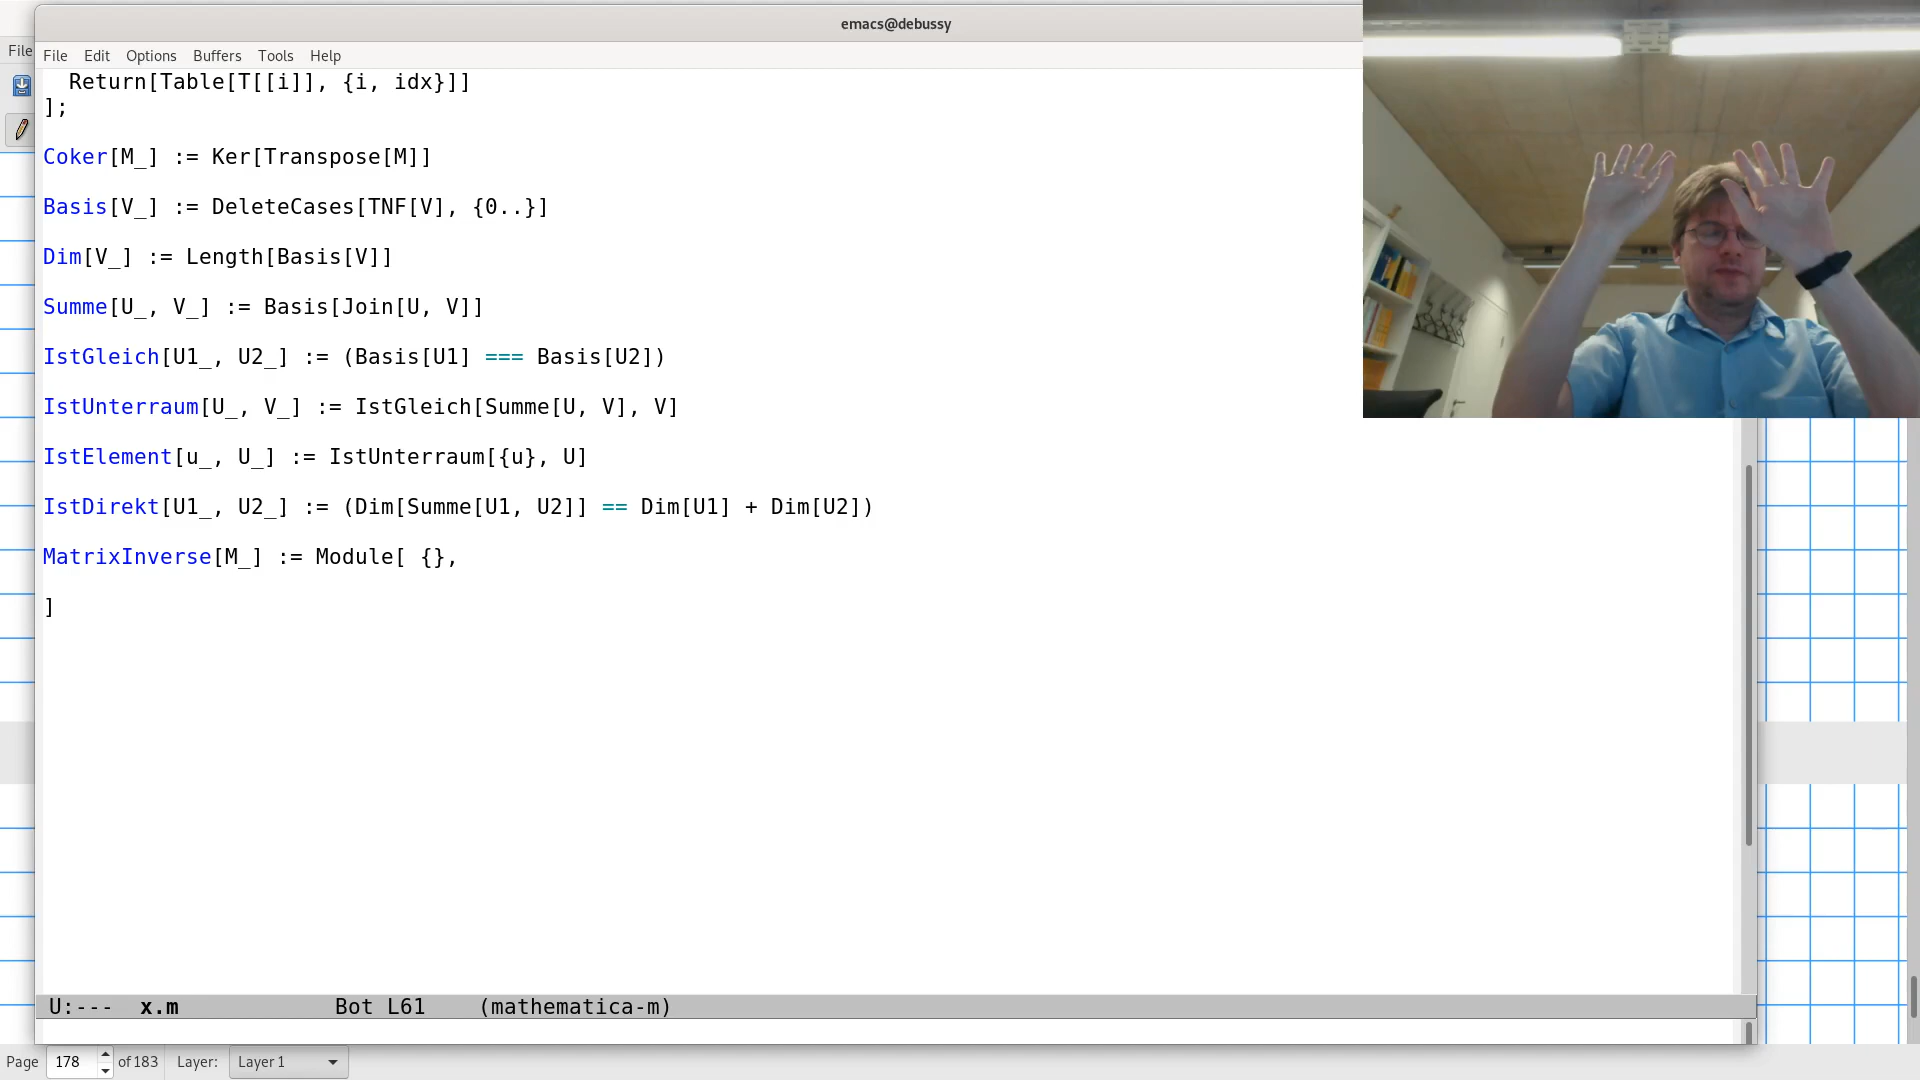 emacs@debussy
File
File Edit Options Buffers Tools Help
Return[Table[T[[i]], {i, idx}]]
];
Coker[M_] := Ker[Transpose[M]]
Basis[V_] := DeleteCases[TNF[V], {0..}]
Dim[V_] := Length[Basis[V]]
Summe[U_, V_] := Basis[Join[U, V]]
IstGleich[U1_, U2_] := (Basis[U1] === Basis[U2])
IstUnterraum[U_, V_] := IstGleich[Summe[U, V], V]
IstElement[u_, U_] := IstUnterraum[{u}, U]
IstDirekt[U1_, U2_] := (Dim[Summe[U1, U2]] == Dim[U1] + Dim[U2])
MatrixInverse[M_] := Module[ {},
]
U:--- x.m Bot L61 (mathematica-m)
Page 178 of 183 Layer: Layer 1